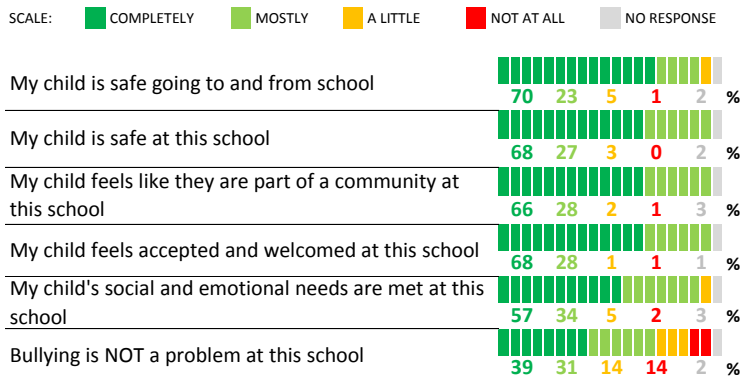 SCALE: COMPLETELY MOSTLY A LITTLE NOT AT ALL NO RESPONSE
My child is safe going to and from school
70 23 5 1 2 %
My child is safe at this school
68 27 3 0 2 %
My child feels like they are part of a community at
this school
66 28 2 1 3 %
My child feels accepted and welcomed at this school
68 28 1 1 1 %
My child's social and emotional needs are met at this
school
57 34 5 2 3 %
Bullying is NOT a problem at this school
39 31 14 14 2 %